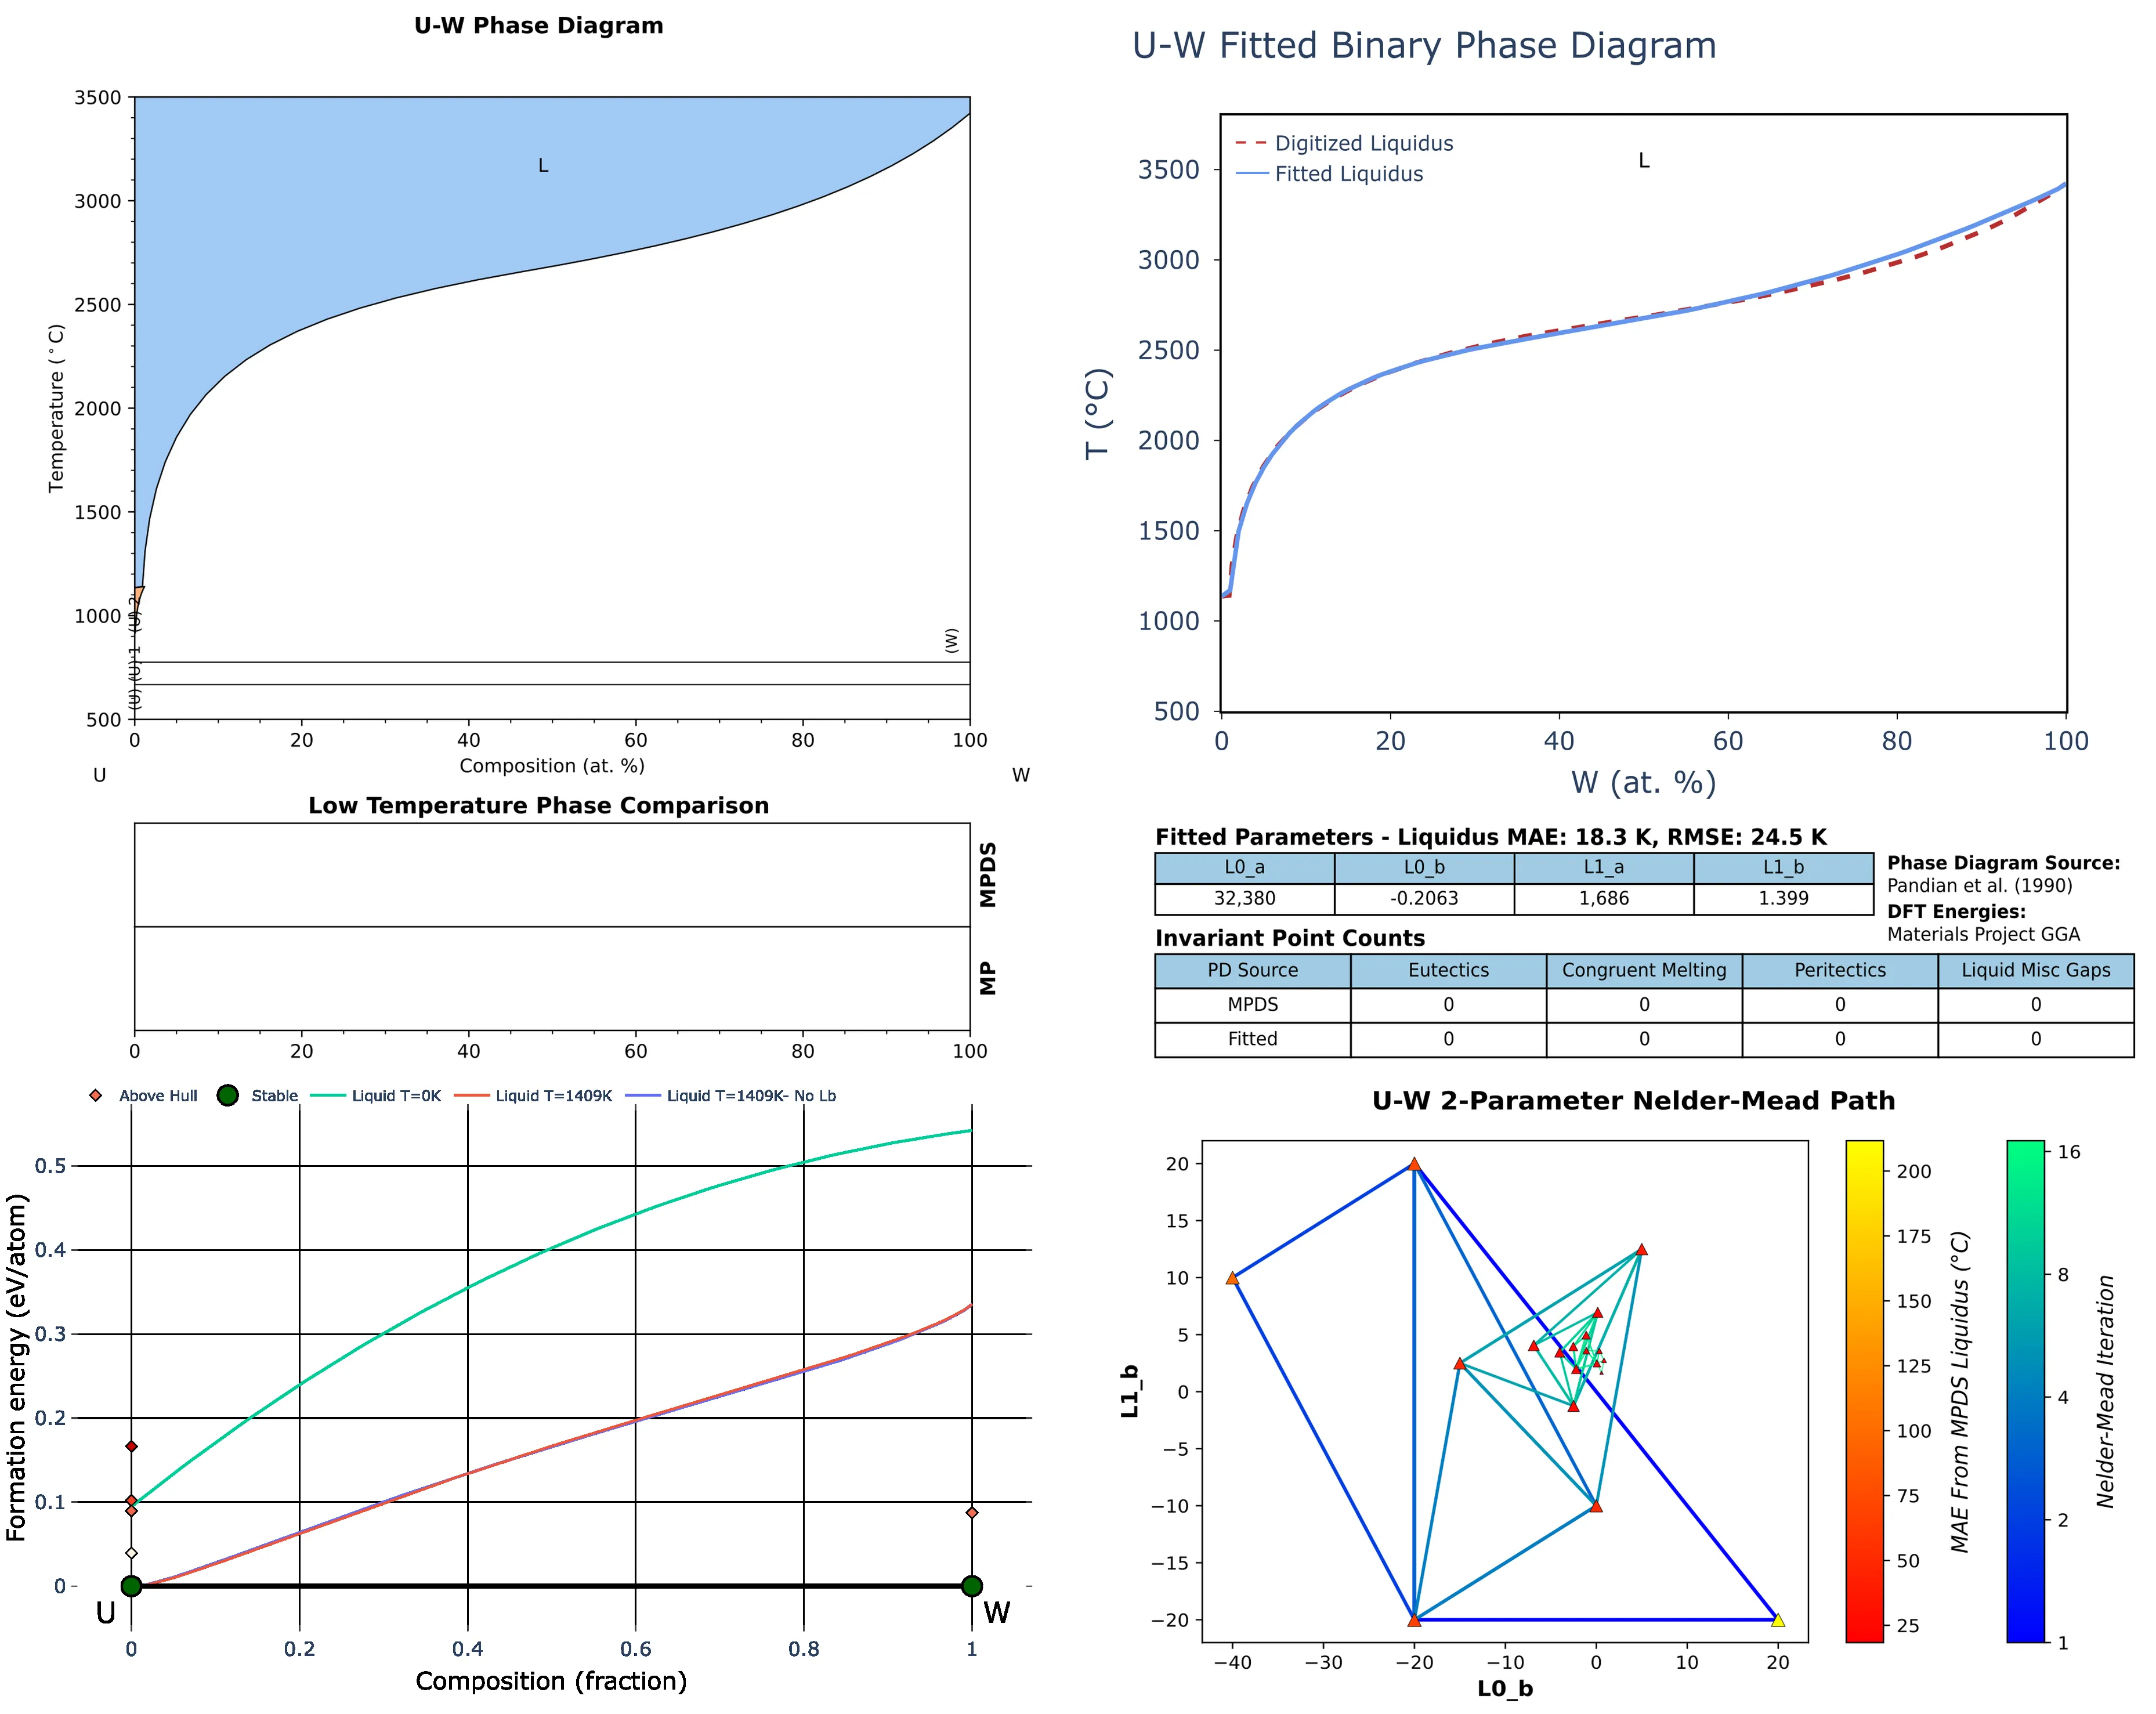 U-W Phase Diagram
3500
3000
2500
2000
1500
1000
500
Temperature (°C)
L
(U) (U) 1 (U) 2
(W)
0 20 40 60 80 100
Composition (at. %)
U W
Low Temperature Phase Comparison
MPDS
MP
0 20 40 60 80 100
Above Hull Stable Liquid T=0K Liquid T=1409K Liquid T=1409K- No Lb
0.5
0.4
0.3
0.2
0.1
0
Formation energy (eV/atom)
U W
0 0.2 0.4 0.6 0.8 1
Composition (fraction)
U-W Fitted Binary Phase Diagram
Digitized Liquidus
Fitted Liquidus
L
3500
3000
2500
2000
1500
1000
500
T (°C)
0 20 40 60 80 100
W (at. %)
Fitted Parameters - Liquidus MAE: 18.3 K, RMSE: 24.5 K
L0_a L0_b L1_a L1_b
32,380 -0.2063 1,686 1.399
Phase Diagram Source:
Pandian et al. (1990)
DFT Energies:
Materials Project GGA
Invariant Point Counts
PD Source Eutectics Congruent Melting Peritectics Liquid Misc Gaps
MPDS 0 0 0 0
Fitted 0 0 0 0
U-W 2-Parameter Nelder-Mead Path
20
15
10
5
0
−5
−10
−15
−20
L1_b
−40 −30 −20 −10 0 10 20
L0_b
200
175
150
125
100
75
50
25
MAE From MPDS Liquidus (°C)
16
8
4
2
1
Nelder-Mead Iteration